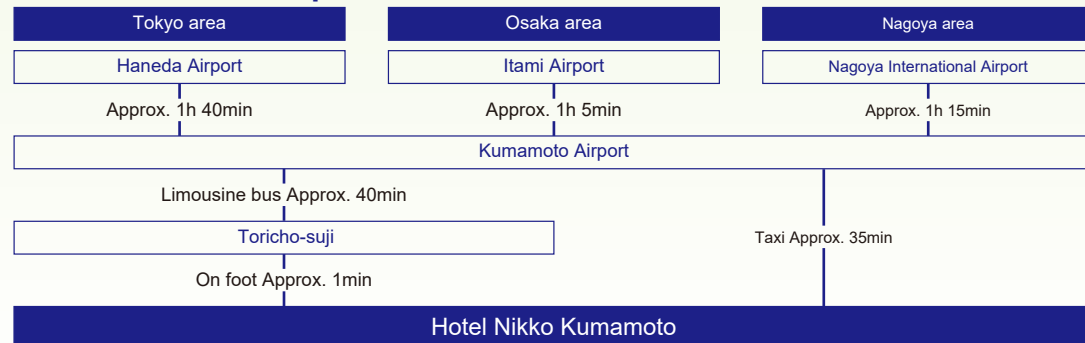 Tokyo area
Osaka area
Nagoya area
Haneda Airport
Itami Airport
Nagoya International Airport
Approx. 1h 40min
Approx. 1h 5min
Approx. 1h 15min
Kumamoto Airport
Limousine bus Approx. 40min
Toricho-suji
Taxi Approx. 35min
On foot Approx. 1min
Hotel Nikko Kumamoto